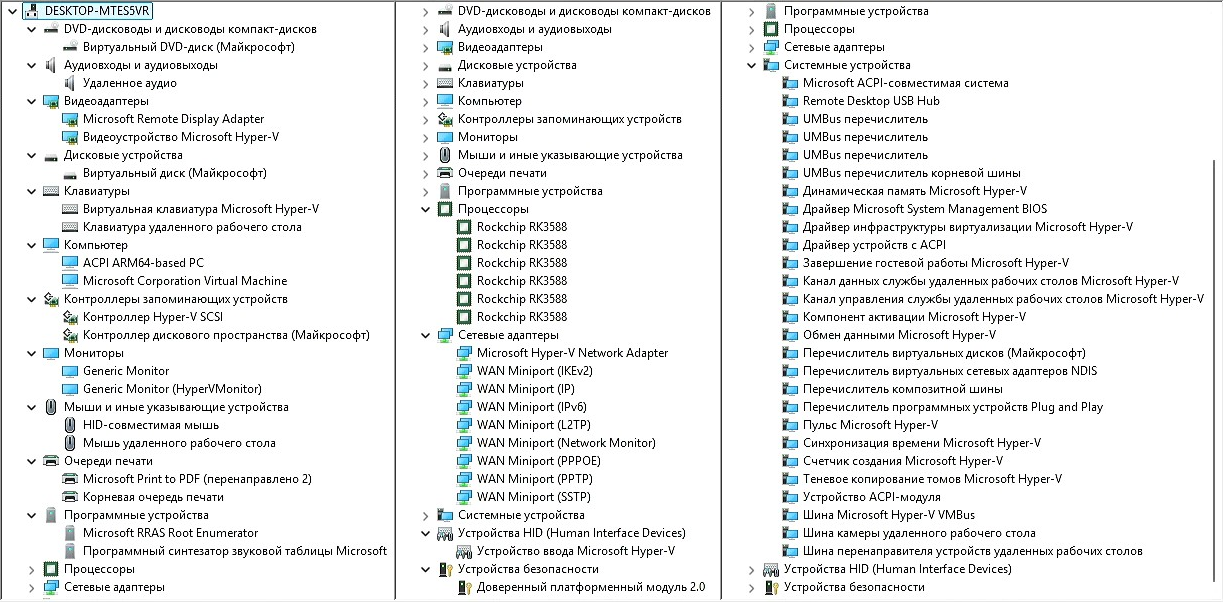 DESKTOP-MTES5VR
DVD-дисководы и дисководы компакт-дисков
Виртуальный DVD-диск (Майкрософт)
Аудиовходы и аудиовыходы
Удаленное аудио
Видеоадаптеры
Microsoft Remote Display Adapter
Видеоустройство Microsoft Hyper-V
Дисковые устройства
Виртуальный диск (Майкрософт)
Клавиатуры
Виртуальная клавиатура Microsoft Hyper-V
Клавиатура удаленного рабочего стола
Компьютер
ACPI ARM64-based PC
Microsoft Corporation Virtual Machine
Контроллеры запоминающих устройств
Контроллер Hyper-V SCSI
Контроллер дискового пространства (Майкрософт)
Мониторы
Generic Monitor
Generic Monitor (HyperVMonitor)
Мыши и иные указывающие устройства
HID-совместимая мышь
Мышь удаленного рабочего стола
Очереди печати
Microsoft Print to PDF (перенаправлено 2)
Корневая очередь печати
Программные устройства
Microsoft RRAS Root Enumerator
Программный синтезатор звуковой таблицы Microsoft
Процессоры
Сетевые адаптеры
DVD-дисководы и дисководы компакт-дисков
Аудиовходы и аудиовыходы
Видеоадаптеры
Дисковые устройства
Клавиатуры
Компьютер
Контроллеры запоминающих устройств
Мониторы
Мыши и иные указывающие устройства
Очереди печати
Программные устройства
Процессоры
Rockchip RK3588
Rockchip RK3588
Rockchip RK3588
Rockchip RK3588
Rockchip RK3588
Rockchip RK3588
Сетевые адаптеры
Microsoft Hyper-V Network Adapter
WAN Miniport (IKEv2)
WAN Miniport (IP)
WAN Miniport (IPv6)
WAN Miniport (L2TP)
WAN Miniport (Network Monitor)
WAN Miniport (PPPOE)
WAN Miniport (PPTP)
WAN Miniport (SSTP)
Системные устройства
Устройства HID (Human Interface Devices)
Устройство ввода Microsoft Hyper-V
Устройства безопасности
Доверенный платформенный модуль 2.0
Программные устройства
Процессоры
Сетевые адаптеры
Системные устройства
Microsoft ACPI-совместимая система
Remote Desktop USB Hub
UMBus перечислитель
UMBus перечислитель
UMBus перечислитель
UMBus перечислитель корневой шины
Динамическая память Microsoft Hyper-V
Драйвер Microsoft System Management BIOS
Драйвер инфраструктуры виртуализации Microsoft Hyper-V
Драйвер устройств с ACPI
Завершение гостевой работы Microsoft Hyper-V
Канал данных службы удаленных рабочих столов Microsoft Hyper-V
Канал управления службы удаленных рабочих столов Microsoft Hyper-V
Компонент активации Microsoft Hyper-V
Обмен данными Microsoft Hyper-V
Перечислитель виртуальных дисков (Майкрософт)
Перечислитель виртуальных сетевых адаптеров NDIS
Перечислитель композитной шины
Перечислитель программных устройств Plug and Play
Пульс Microsoft Hyper-V
Синхронизация времени Microsoft Hyper-V
Счетчик создания Microsoft Hyper-V
Теневое копирование томов Microsoft Hyper-V
Устройство ACPI-модуля
Шина Microsoft Hyper-V VMBus
Шина камеры удаленного рабочего стола
Шина перенаправителя устройств удаленных рабочих столов
Устройства HID (Human Interface Devices)
Устройства безопасности